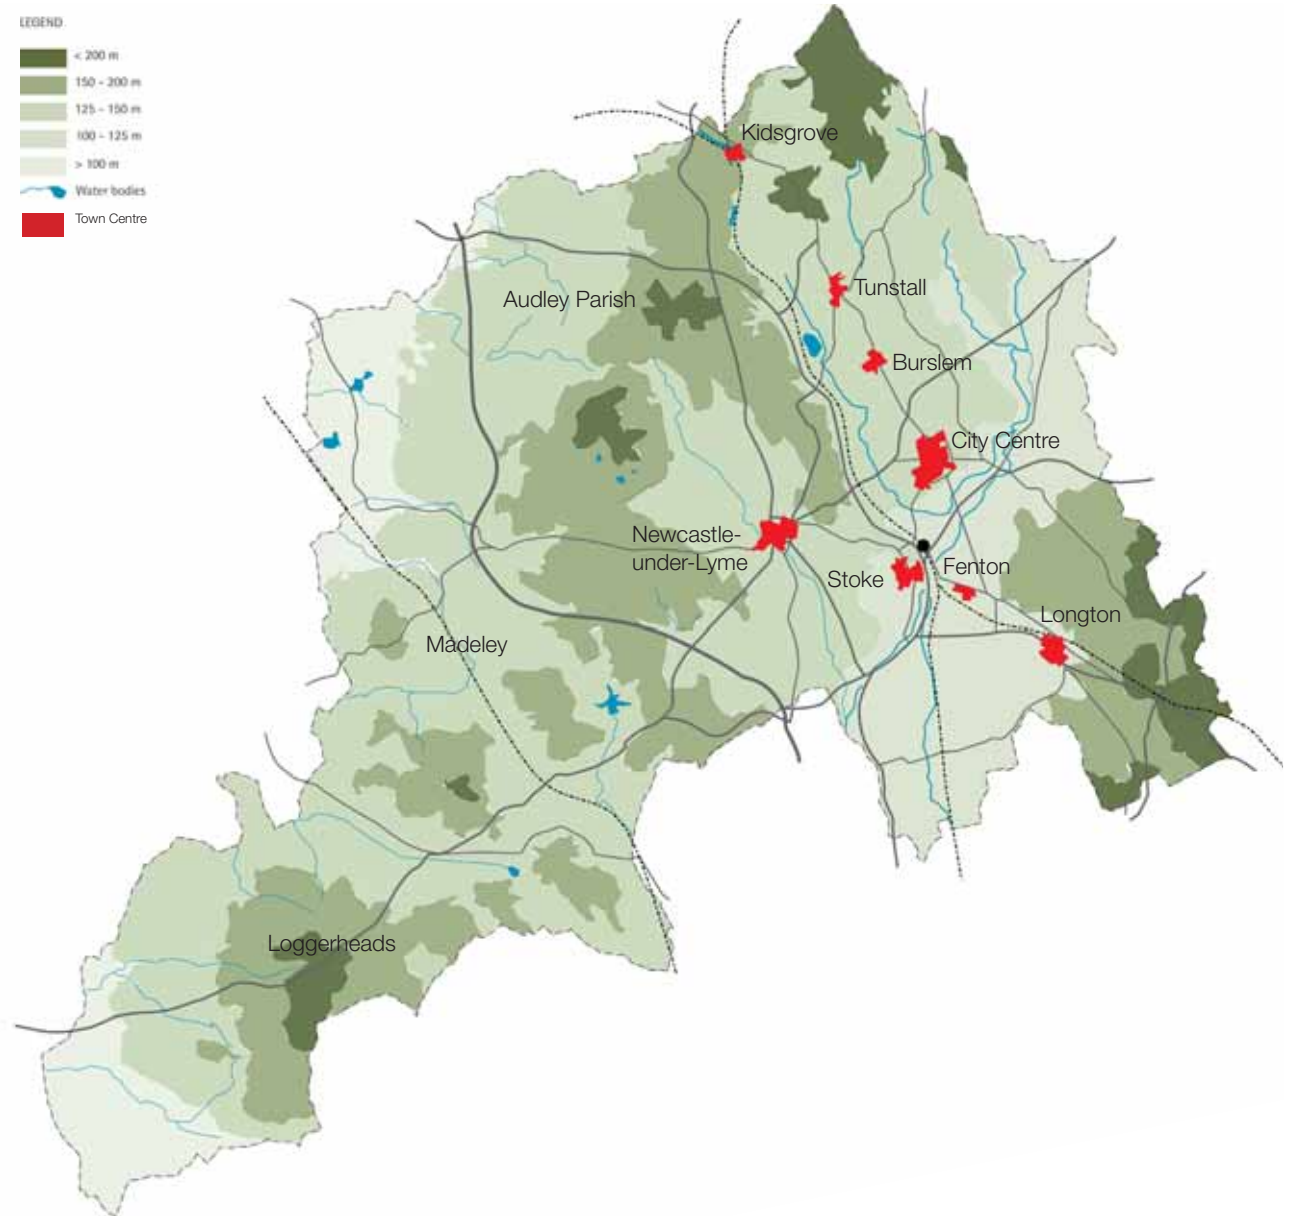 LEGEND
< 200 m
150 - 200 m
125 - 150 m
100 - 125 m
> 100 m
Water bodies
Town Centre
Kidsgrove
Tunstall
Audley Parish
Burslem
City Centre
Newcastle-
under-Lyme
Stoke
Fenton
Longton
Madeley
Loggerheads